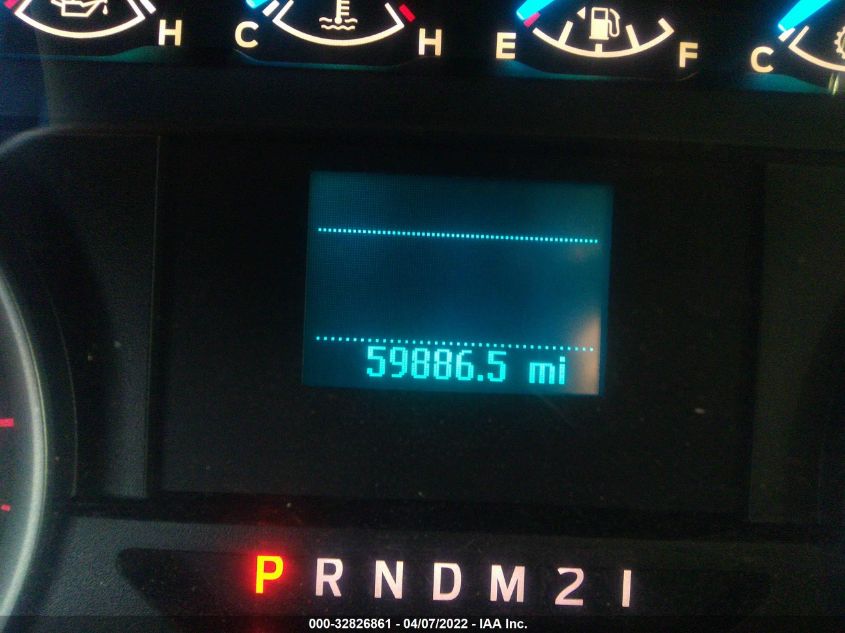 H C H E F C
59886.5 mi
P R N D M 2 1
000-32826861 - 04/07/2022 - IAA Inc.